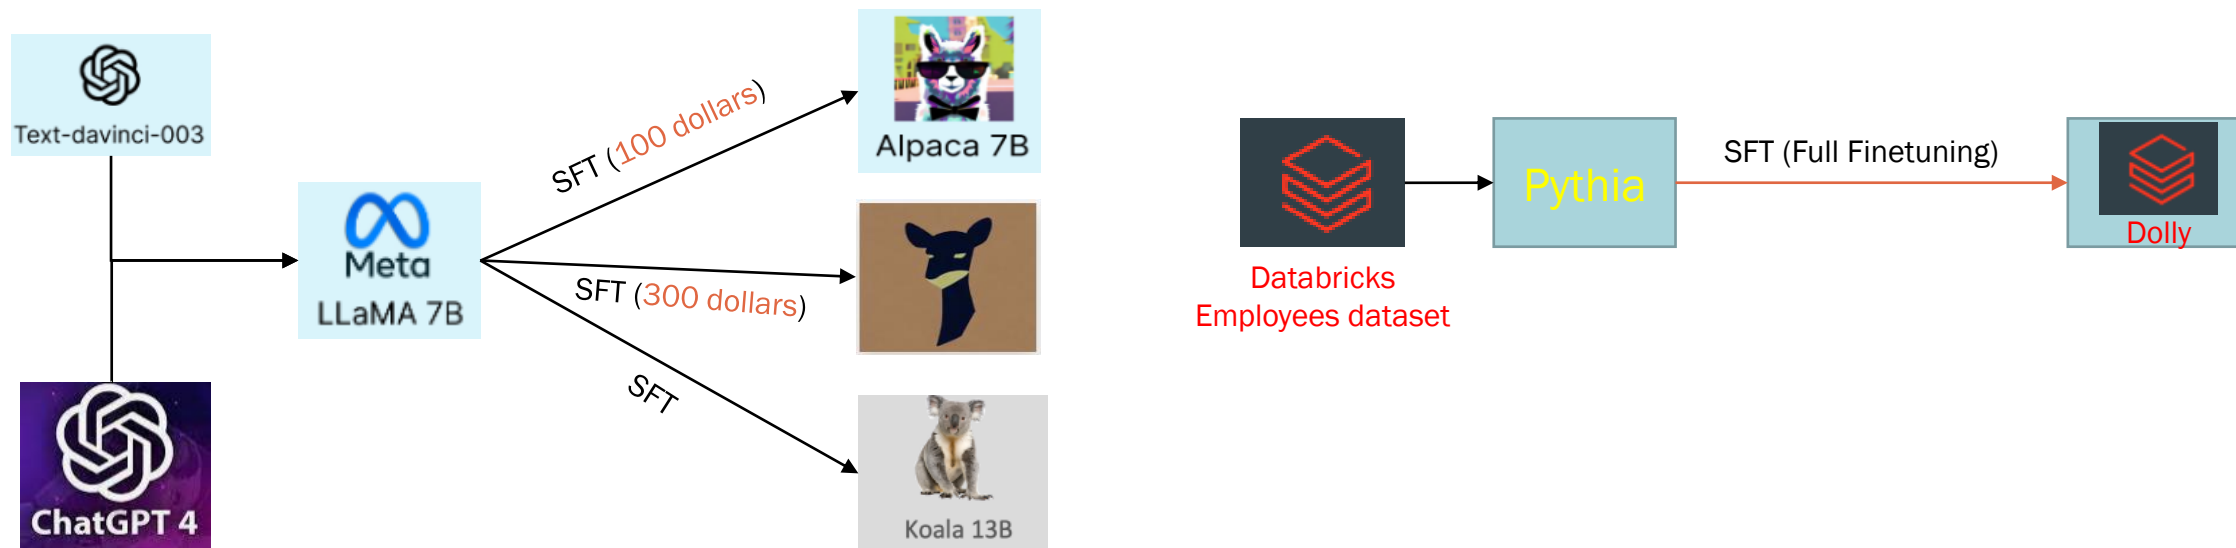 Text-davinci-003
ChatGPT 4
Meta
LLaMA 7B
SFT (100 dollars)
SFT (300 dollars)
SFT
Alpaca 7B
Koala 13B
Databricks
Employees dataset
Pythia
SFT (Full Finetuning)
Dolly